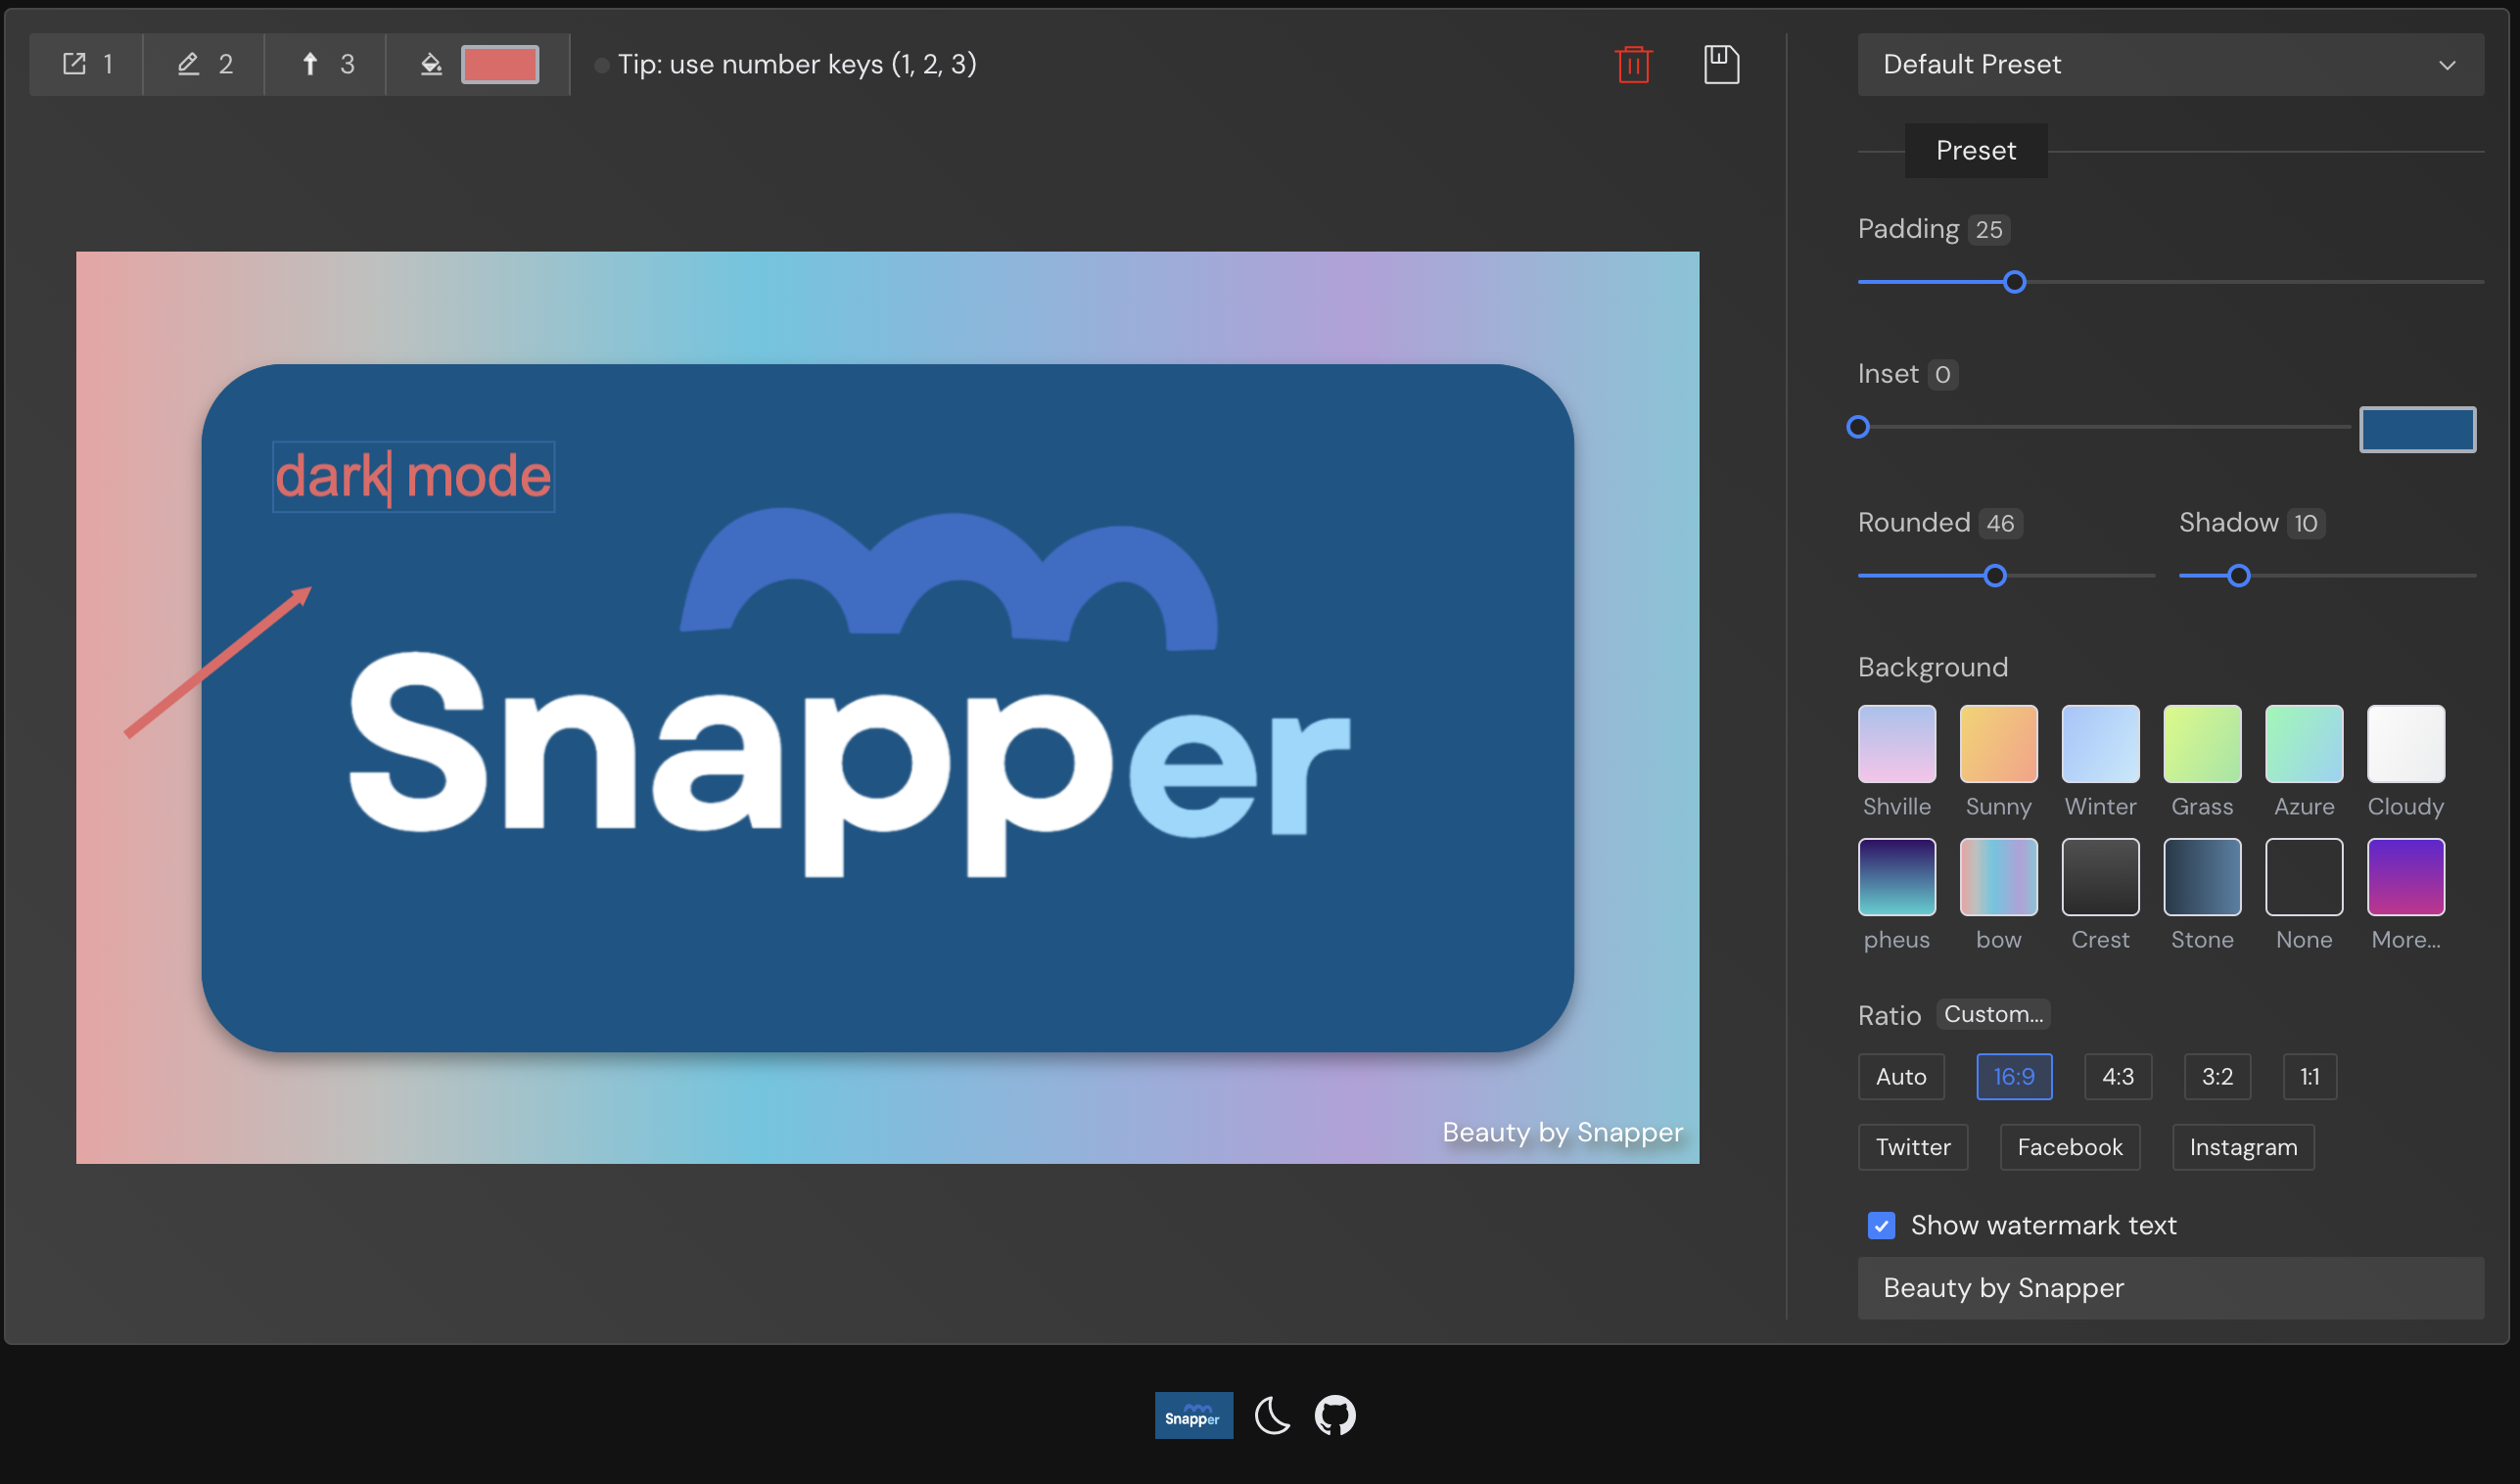 1 2 3 Tip: use number keys (1, 2, 3)
dark mode
Snapper
Beauty by Snapper
Default Preset
Preset
Padding 25
Inset 0
Rounded 46 Shadow 10
Background
Shville Sunny Winter Grass Azure Cloudy
pheus bow Crest Stone None More...
Ratio Custom...
Auto 16:9 4:3 3:2 1:1
Twitter Facebook Instagram
Show watermark text
Beauty by Snapper
Snapper